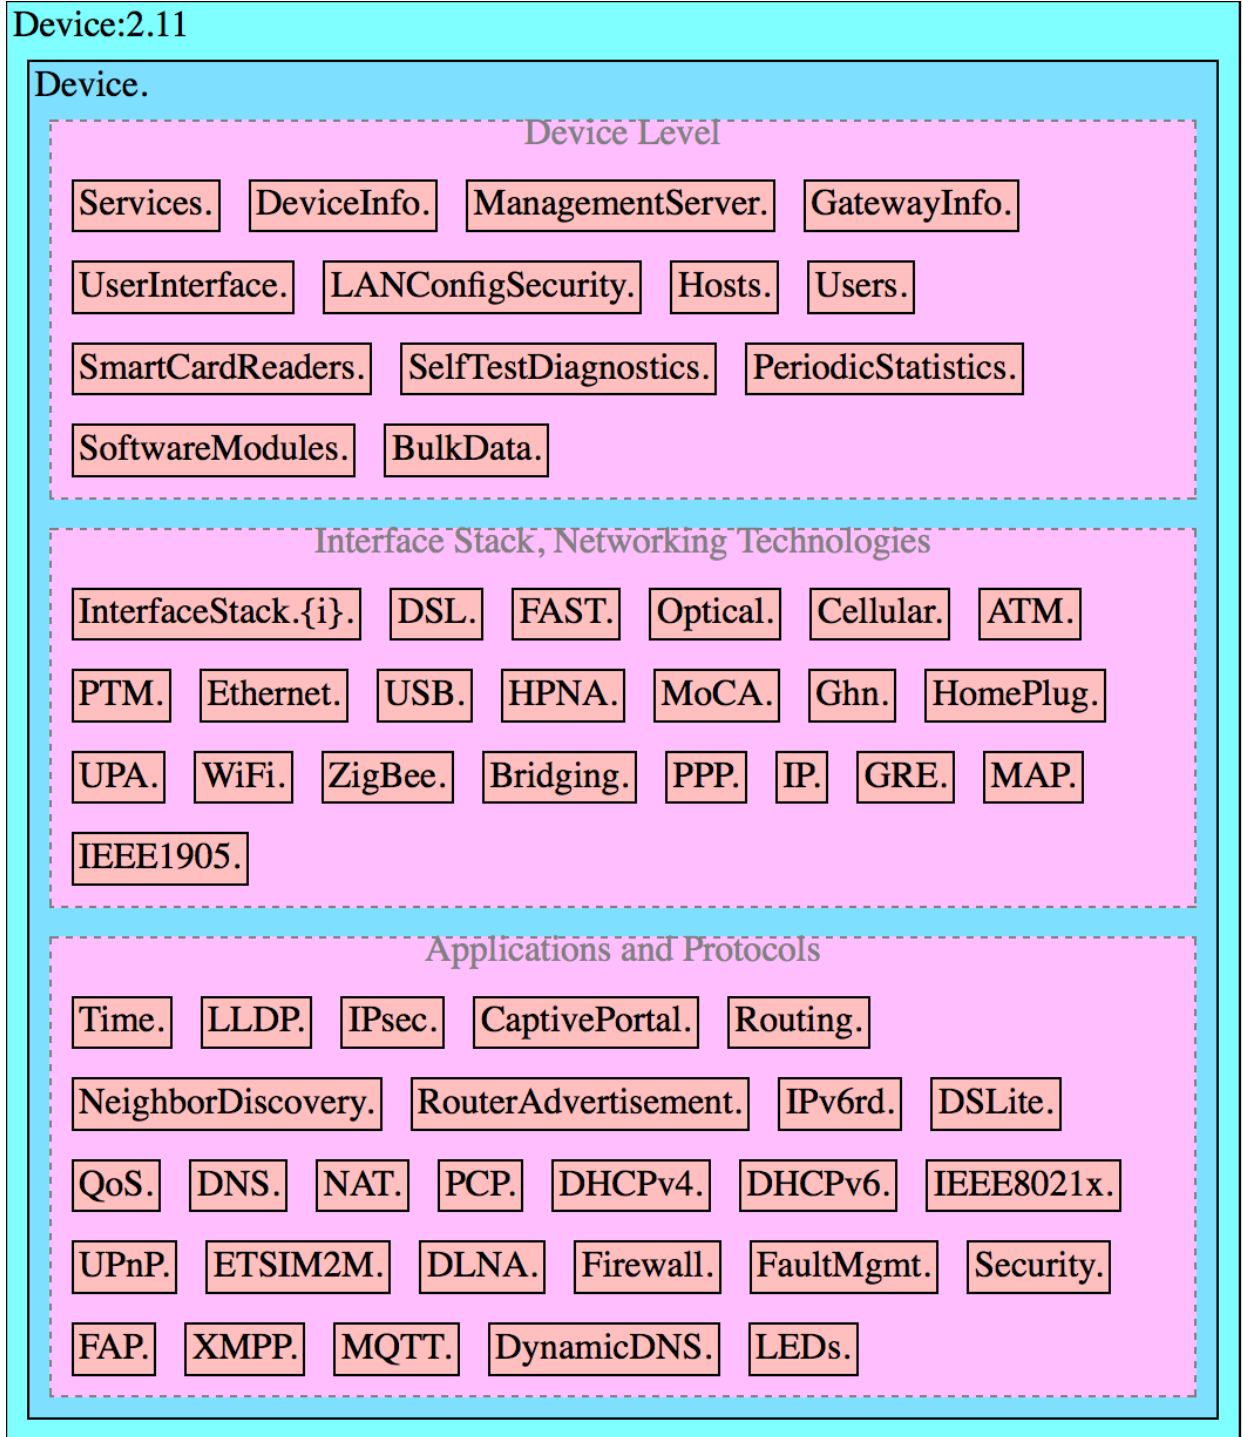 Device:2.11
Device.
Device Level
Services. DeviceInfo. ManagementServer. GatewayInfo.
UserInterface. LANConfigSecurity. Hosts. Users.
SmartCardReaders. SelfTestDiagnostics. PeriodicStatistics.
SoftwareModules. BulkData.
Interface Stack, Networking Technologies
InterfaceStack.{i}. DSL. FAST. Optical. Cellular. ATM.
PTM. Ethernet. USB. HPNA. MoCA. Ghn. HomePlug.
UPA. WiFi. ZigBee. Bridging. PPP. IP. GRE. MAP.
IEEE1905.
Applications and Protocols
Time. LLDP. IPsec. CaptivePortal. Routing.
NeighborDiscovery. RouterAdvertisement. IPv6rd. DSLite.
QoS. DNS. NAT. PCP. DHCPv4. DHCPv6. IEEE8021x.
UPnP. ETSIM2M. DLNA. Firewall. FaultMgmt. Security.
FAP. XMPP. MQTT. DynamicDNS. LEDs.